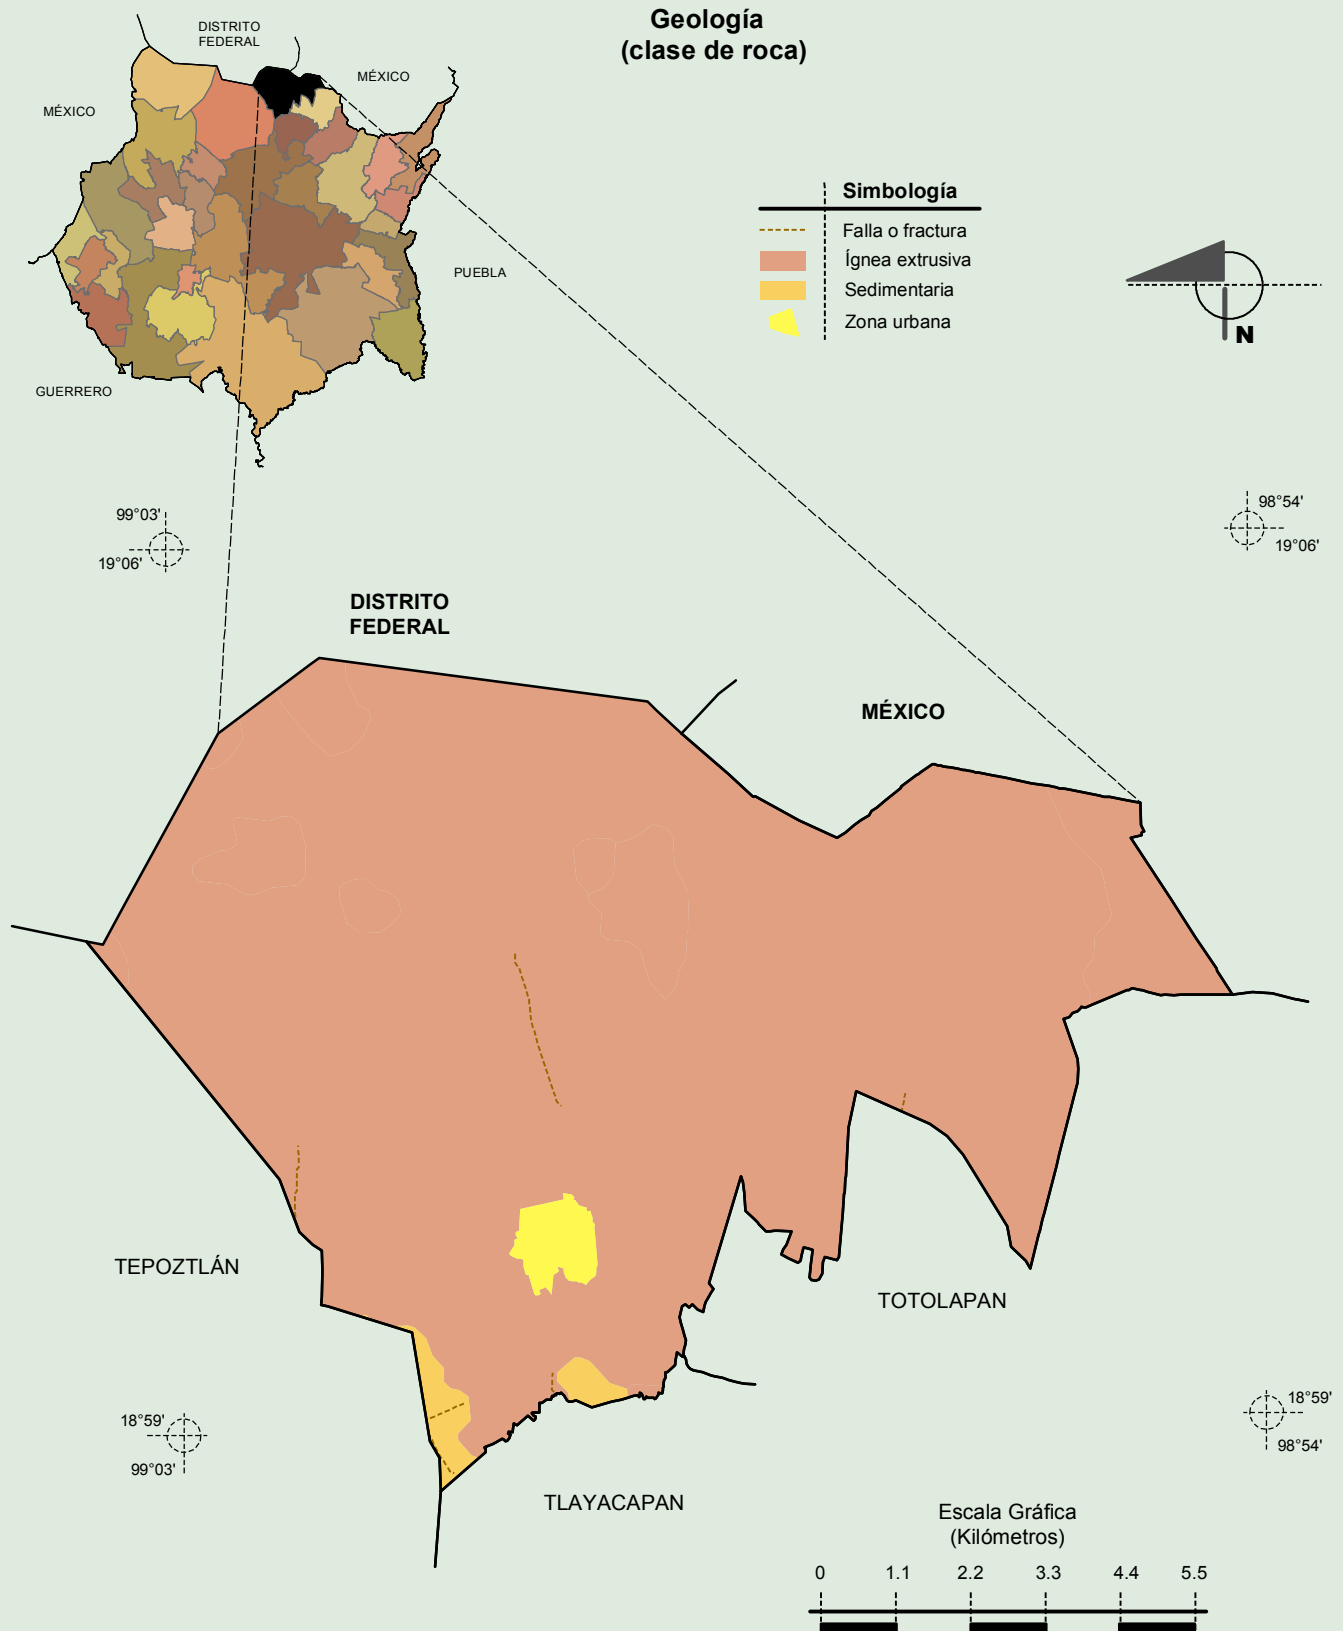 Geología
(clase de roca)
DISTRITO
FEDERAL
MÉXICO
MÉXICO
PUEBLA
GUERRERO
Simbología
Falla o fractura
Ígnea extrusiva
Sedimentaria
Zona urbana
N
99°03'
19°06'
98°54'
19°06'
DISTRITO
FEDERAL
MÉXICO
TEPOZTLÁN
TOTOLAPAN
TLAYACAPAN
18°59'
99°03'
18°59'
98°54'
Escala Gráfica
(Kilómetros)
0 1.1 2.2 3.3 4.4 5.5